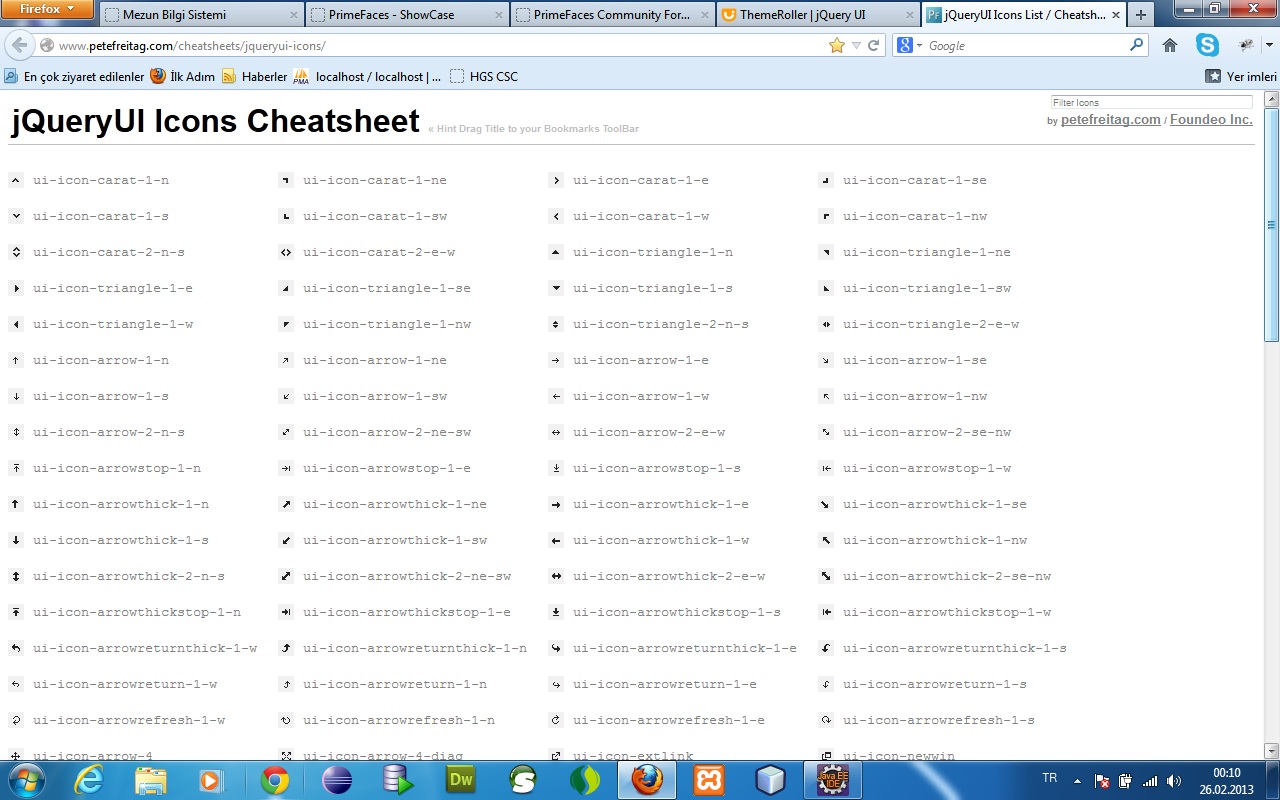 Firefox
Mezun Bilgi Sistemi
PrimeFaces - ShowCase
PrimeFaces Community For...
ThemeRoller | jQuery UI
PF jQueryUI Icons List / Cheatsh...
www.petefreitag.com/cheatsheets/jqueryui-icons/
Google
En çok ziyaret edilenler İlk Adım Haberler PMA localhost / localhost | ... HGS CSC
Yer imleri
Filter Icons
jQueryUI Icons Cheatsheet « Hint Drag Title to your Bookmarks ToolBar
by petefreitag.com / Foundeo Inc.
ui-icon-carat-1-n ui-icon-carat-1-ne ui-icon-carat-1-e ui-icon-carat-1-se
ui-icon-carat-1-s ui-icon-carat-1-sw ui-icon-carat-1-w ui-icon-carat-1-nw
ui-icon-carat-2-n-s ui-icon-carat-2-e-w ui-icon-triangle-1-n ui-icon-triangle-1-ne
ui-icon-triangle-1-e ui-icon-triangle-1-se ui-icon-triangle-1-s ui-icon-triangle-1-sw
ui-icon-triangle-1-w ui-icon-triangle-1-nw ui-icon-triangle-2-n-s ui-icon-triangle-2-e-w
ui-icon-arrow-1-n ui-icon-arrow-1-ne ui-icon-arrow-1-e ui-icon-arrow-1-se
ui-icon-arrow-1-s ui-icon-arrow-1-sw ui-icon-arrow-1-w ui-icon-arrow-1-nw
ui-icon-arrow-2-n-s ui-icon-arrow-2-ne-sw ui-icon-arrow-2-e-w ui-icon-arrow-2-se-nw
ui-icon-arrowstop-1-n ui-icon-arrowstop-1-e ui-icon-arrowstop-1-s ui-icon-arrowstop-1-w
ui-icon-arrowthick-1-n ui-icon-arrowthick-1-ne ui-icon-arrowthick-1-e ui-icon-arrowthick-1-se
ui-icon-arrowthick-1-s ui-icon-arrowthick-1-sw ui-icon-arrowthick-1-w ui-icon-arrowthick-1-nw
ui-icon-arrowthick-2-n-s ui-icon-arrowthick-2-ne-sw ui-icon-arrowthick-2-e-w ui-icon-arrowthick-2-se-nw
ui-icon-arrowthickstop-1-n ui-icon-arrowthickstop-1-e ui-icon-arrowthickstop-1-s ui-icon-arrowthickstop-1-w
ui-icon-arrowreturnthick-1-w ui-icon-arrowreturnthick-1-n ui-icon-arrowreturnthick-1-e ui-icon-arrowreturnthick-1-s
ui-icon-arrowreturn-1-w ui-icon-arrowreturn-1-n ui-icon-arrowreturn-1-e ui-icon-arrowreturn-1-s
ui-icon-arrowrefresh-1-w ui-icon-arrowrefresh-1-n ui-icon-arrowrefresh-1-e ui-icon-arrowrefresh-1-s
ui-icon-arrow-4 ui-icon-arrow-4-diag ui-icon-extlink ui-icon-newwin
Dw
Java EE
IDE
TR
00:10
26.02.2013